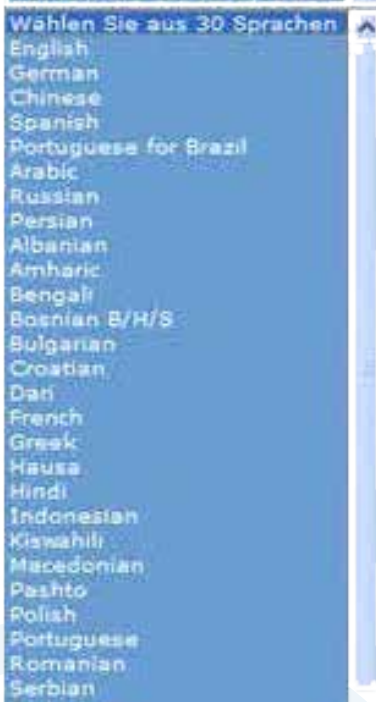 Wählen Sie aus 30 Sprachen
English
German
Chinese
Spanish
Portuguese for Brazil
Arabic
Russian
Persian
Albanian
Amharic
Bengali
Bosnian B/H/S
Bulgarian
Croatian
Dari
French
Greek
Hausa
Hindi
Indonesian
Kiswahili
Macedonian
Pashto
Polish
Portuguese
Romanian
Serbian